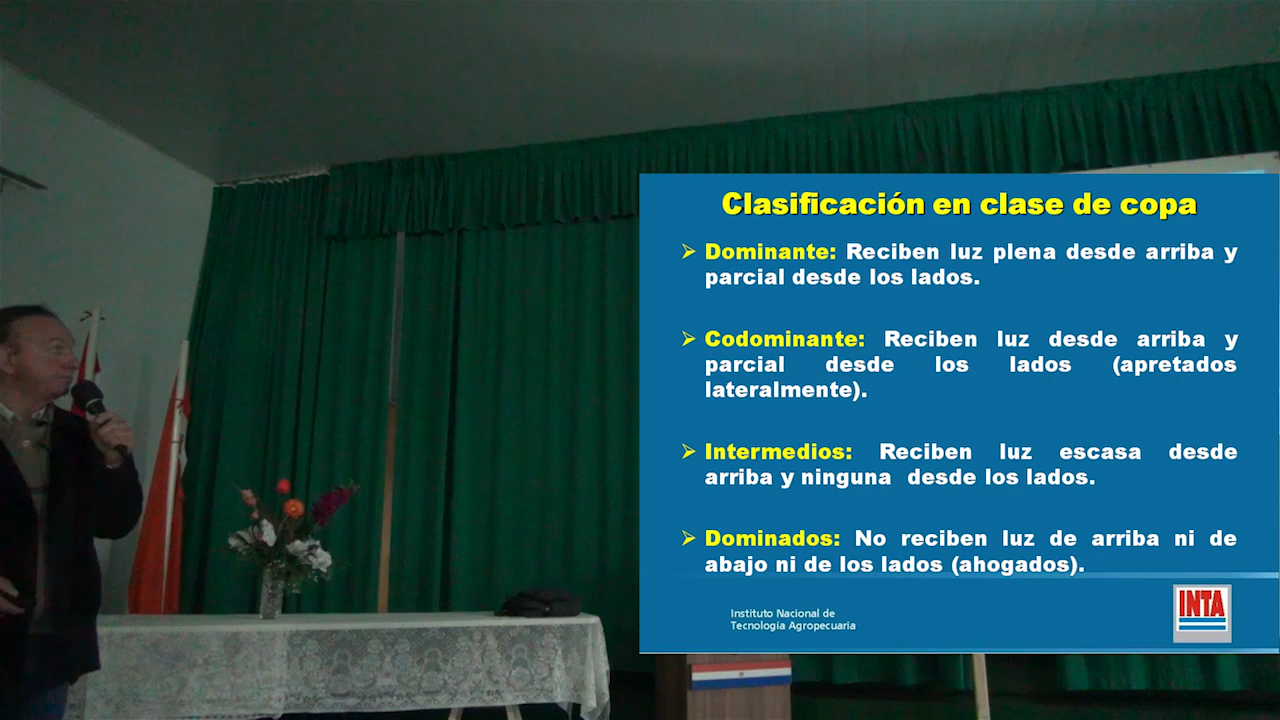 Clasificación en clase de copa
➢ Dominante: Reciben luz plena desde arriba y
parcial desde los lados.
➢ Codominante: Reciben luz desde arriba y
parcial desde los lados (apretados
lateralmente).
➢ Intermedios: Reciben luz escasa desde
arriba y ninguna desde los lados.
➢ Dominados: No reciben luz de arriba ni de
abajo ni de los lados (ahogados).
Instituto Nacional de
Tecnología Agropecuaria
INTA